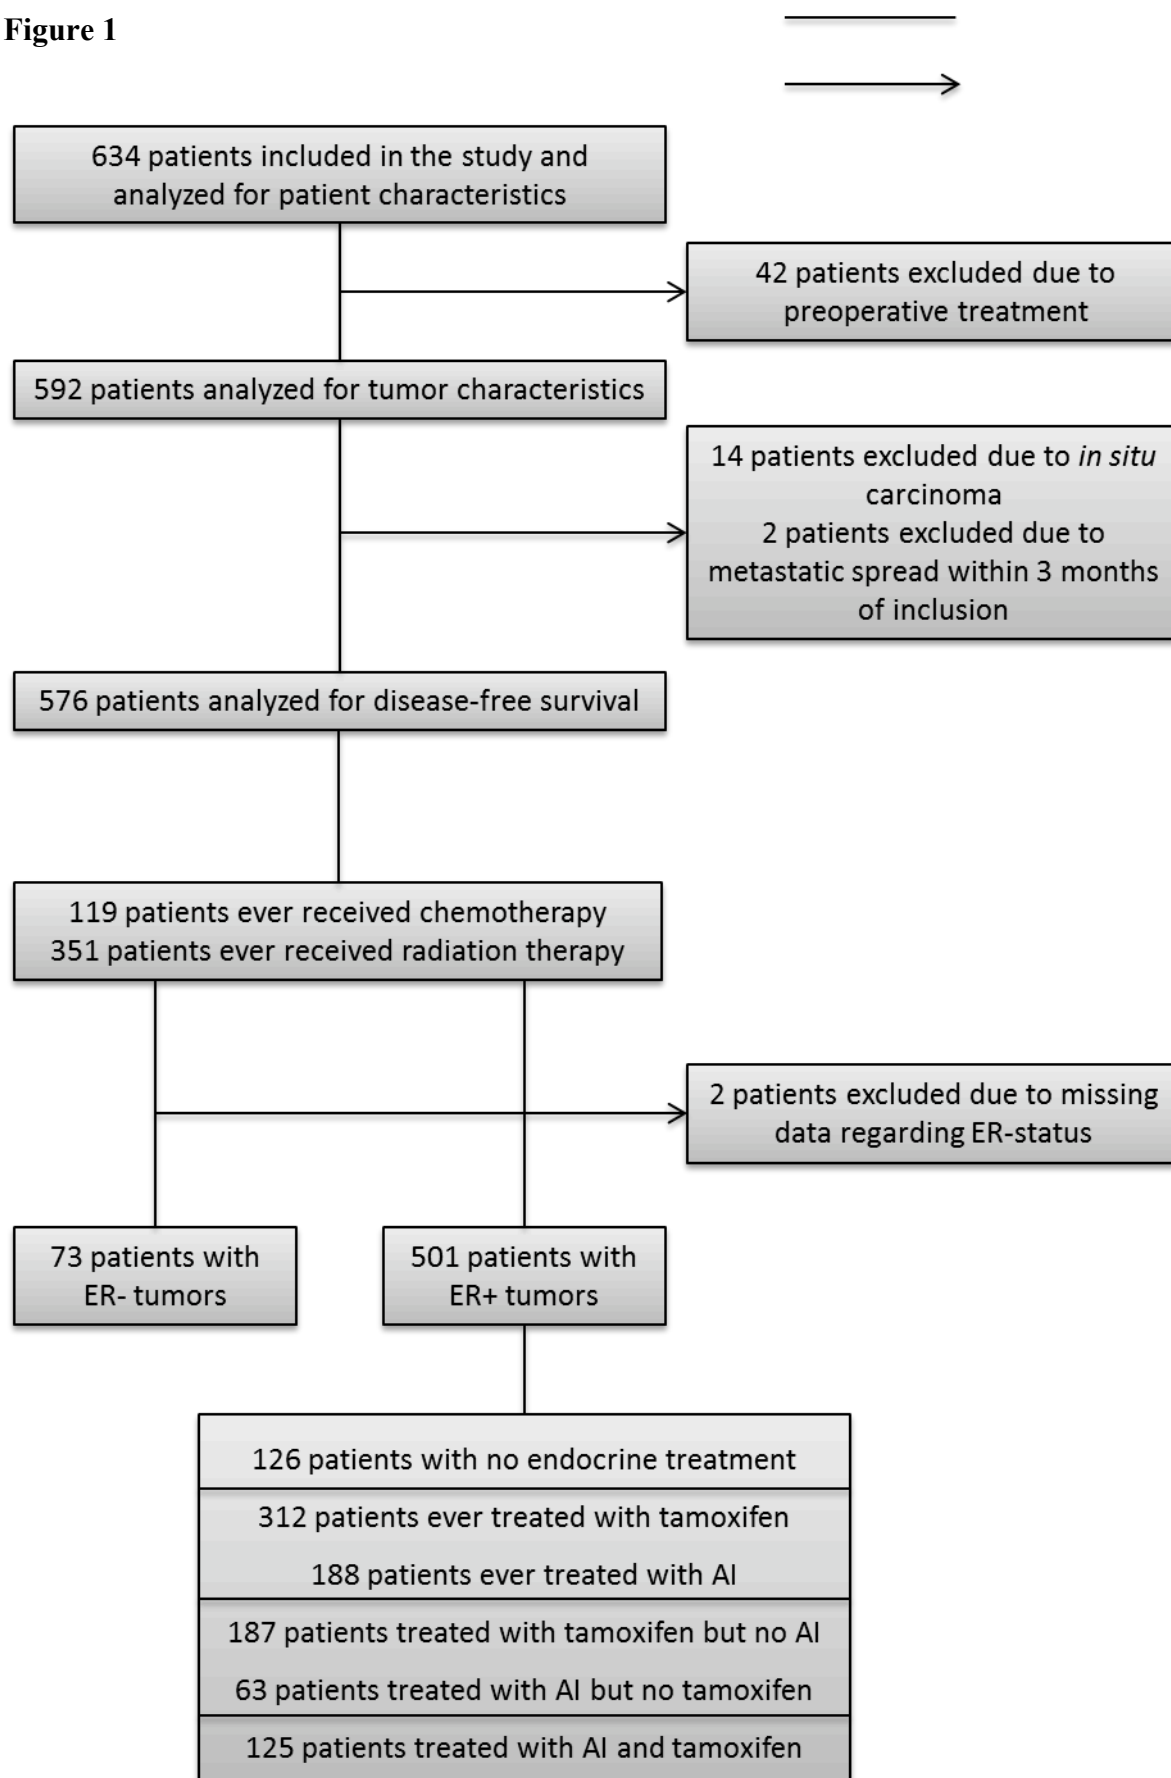 Figure 1
634 patients included in the study and
analyzed for patient characteristics
42 patients excluded due to
preoperative treatment
592 patients analyzed for tumor characteristics
14 patients excluded due to in situ
carcinoma
2 patients excluded due to
metastatic spread within 3 months
of inclusion
576 patients analyzed for disease-free survival
119 patients ever received chemotherapy
351 patients ever received radiation therapy
2 patients excluded due to missing
data regarding ER-status
73 patients with
ER- tumors
501 patients with
ER+ tumors
126 patients with no endocrine treatment
312 patients ever treated with tamoxifen
188 patients ever treated with AI
187 patients treated with tamoxifen but no AI
63 patients treated with AI but no tamoxifen
125 patients treated with AI and tamoxifen